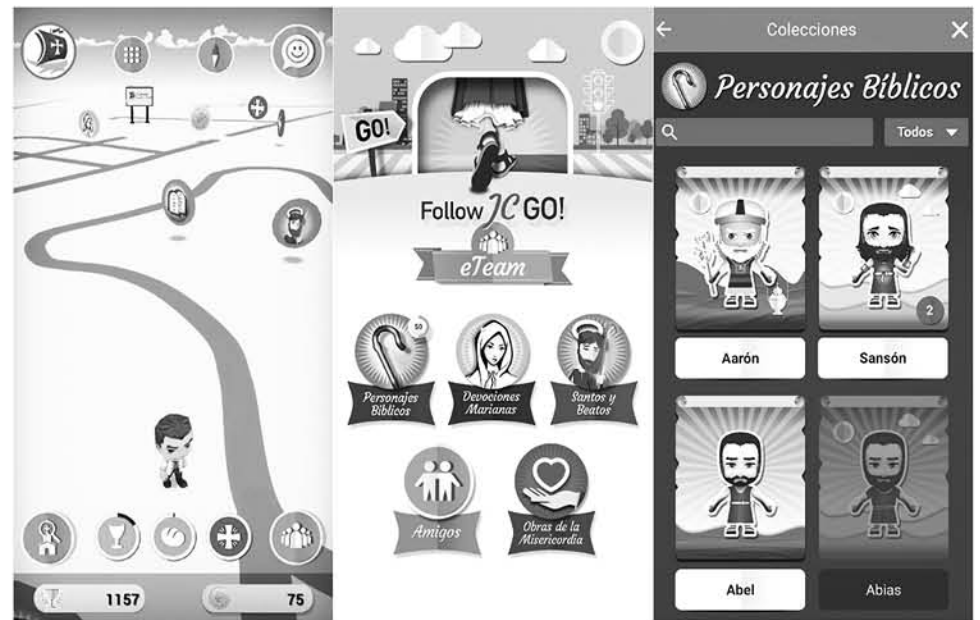 1157
75
GO!
Follow JC GO!
eTeam
50
Personajes
Bíblicos
Devociones
Marianas
Santos y
Beatos
Amigos
Obras de la
Misericordia
Colecciones
Personajes Bíblicos
Todos
Aarón
2
Sansón
Abel
Abias